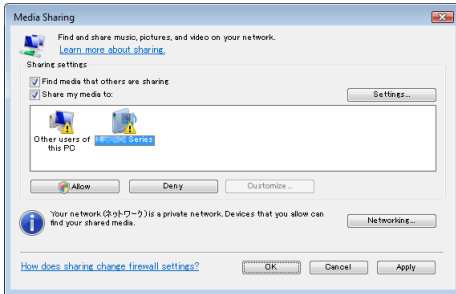 Media Sharing
Find and share music, pictures, and video on your network.
Learn more about sharing.
Sharing settings
Find media that others are sharing
Share my media to:
Settings...
Other users of
this PC
Series
Allow
Deny
Customize...
Your network (ネットワーク) is a private network. Devices that you allow can
find your shared media.
Networking...
How does sharing change firewall settings?
OK
Cancel
Apply